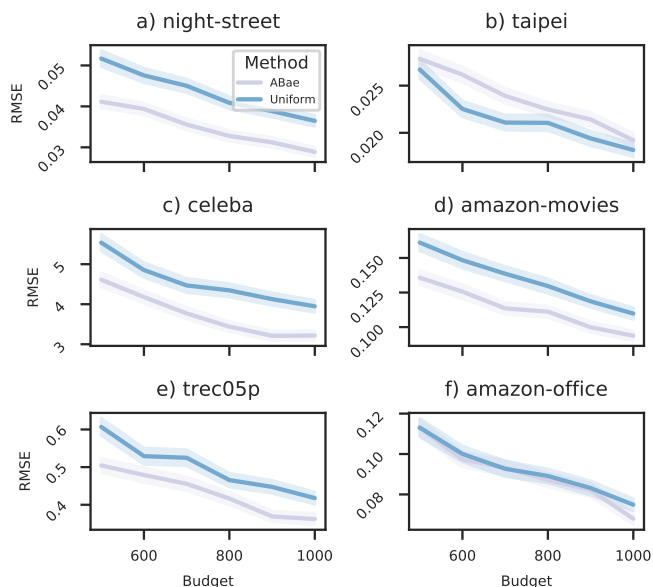 a) night-street
b) taipei
RMSE
0.05
0.04
0.03
Method
ABae
Uniform
0.025
0.020
c) celeba
d) amazon-movies
RMSE
5
4
3
0.150
0.125
0.100
e) trec05p
f) amazon-office
RMSE
0.6
0.5
0.4
0.12
0.10
0.08
600
800
1000
600
800
1000
Budget
Budget